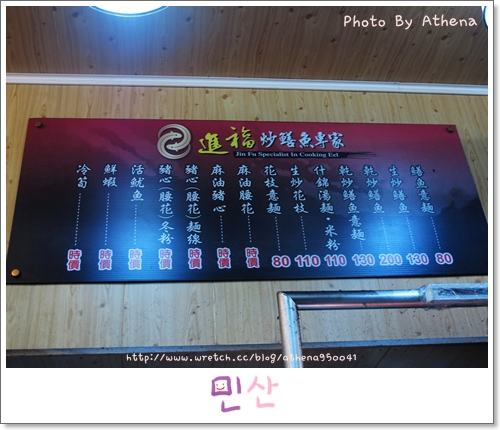 Photo By Athena
進福炒鱔魚專家
Jin Fu Specialist In Cooking Eel
鱔魚意麵 80
生炒鱔魚 130
乾炒鱔魚 200
乾炒鱔魚意麵 130
什錦湯麵·米粉 110
生炒花枝 110
花枝意麵 80
麻油腰花 時價
麻油豬心 時價
豬心(腰花)麵線 時價
豬心(腰花)冬粉 時價
活魷魚 時價
鮮蝦 時價
冷筍 時價
http://www.wretch.cc/blog/athena950041
민산